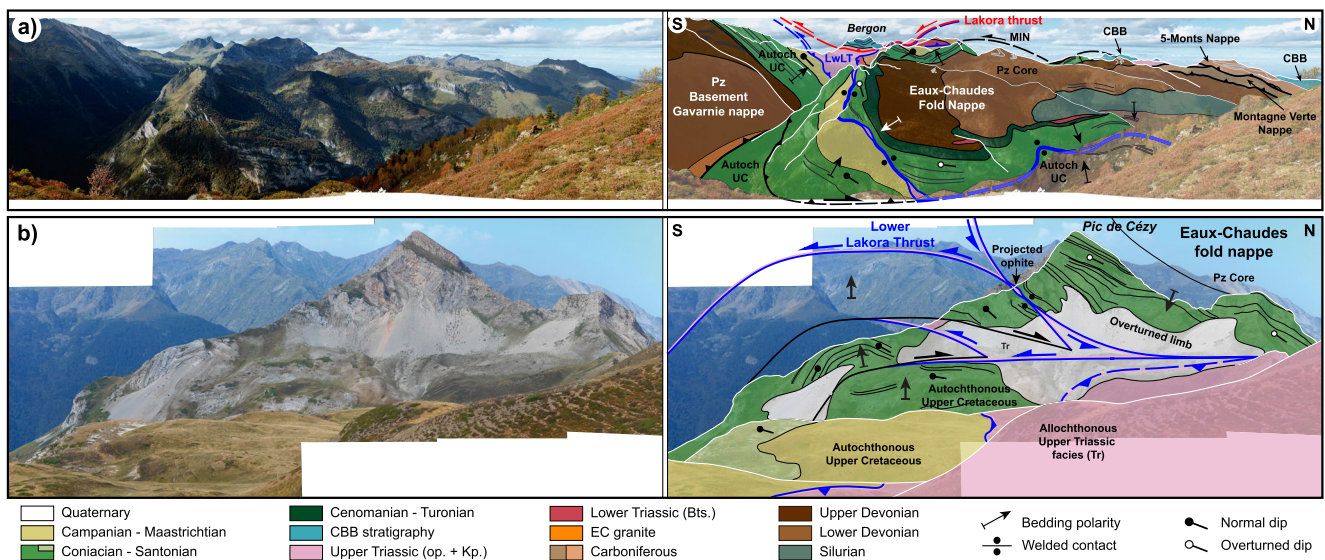 a)
S
N
Bergon
Lakora thrust
MIN
CBB
5-Monts Nappe
CBB
Autoch
UC
LwLT
Pz Core
Pz
Basement
Gavarnie nappe
Eaux-Chaudes
Fold Nappe
Montagne Verte
Nappe
Autoch
UC
Autoch
UC
b)
S
N
Lower
Lakora Thrust
Projected
ophite
Pic de Cézy
Eaux-Chaudes
fold nappe
Pz Core
Overturned limb
Tr
Autochthonous
Upper Cretaceous
Autochthonous
Upper Cretaceous
Allochthonous
Upper Triassic
facies (Tr)
Quaternary
Campanian - Maastrichtian
Coniacian - Santonian
Cenomanian - Turonian
CBB stratigraphy
Upper Triassic (op. + Kp.)
Lower Triassic (Bts.)
EC granite
Carboniferous
Upper Devonian
Lower Devonian
Silurian
Bedding polarity
Welded contact
Normal dip
Overturned dip